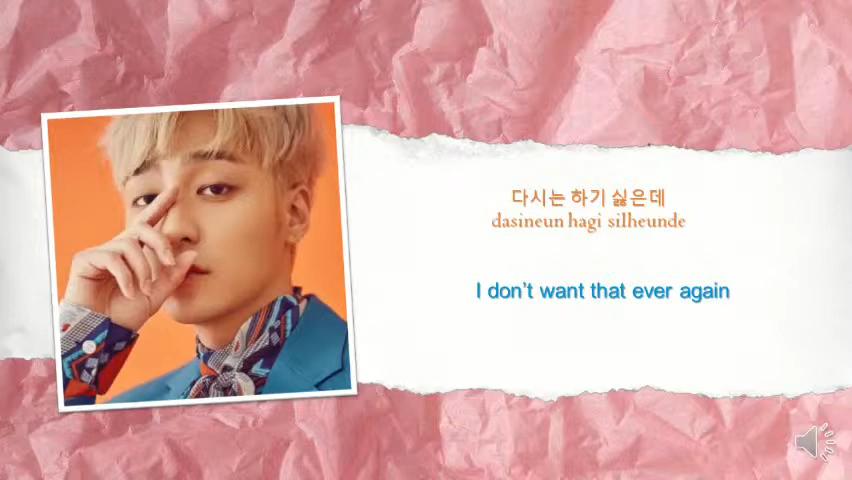 다시는 하기 싫은데
dasineun hagi silheunde
I don't want that ever again